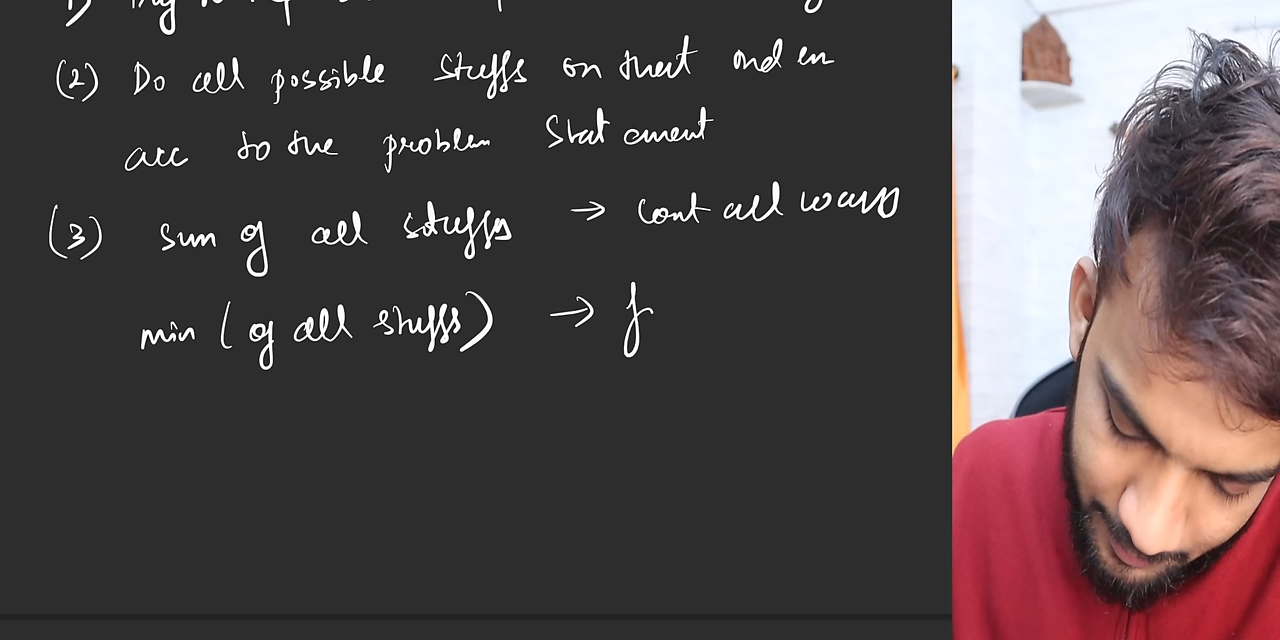 (2) Do all possible stuffs on that index
acc to the problem statement
(3) sum of all stuffs → count all ways
min (of all stuffs) → f